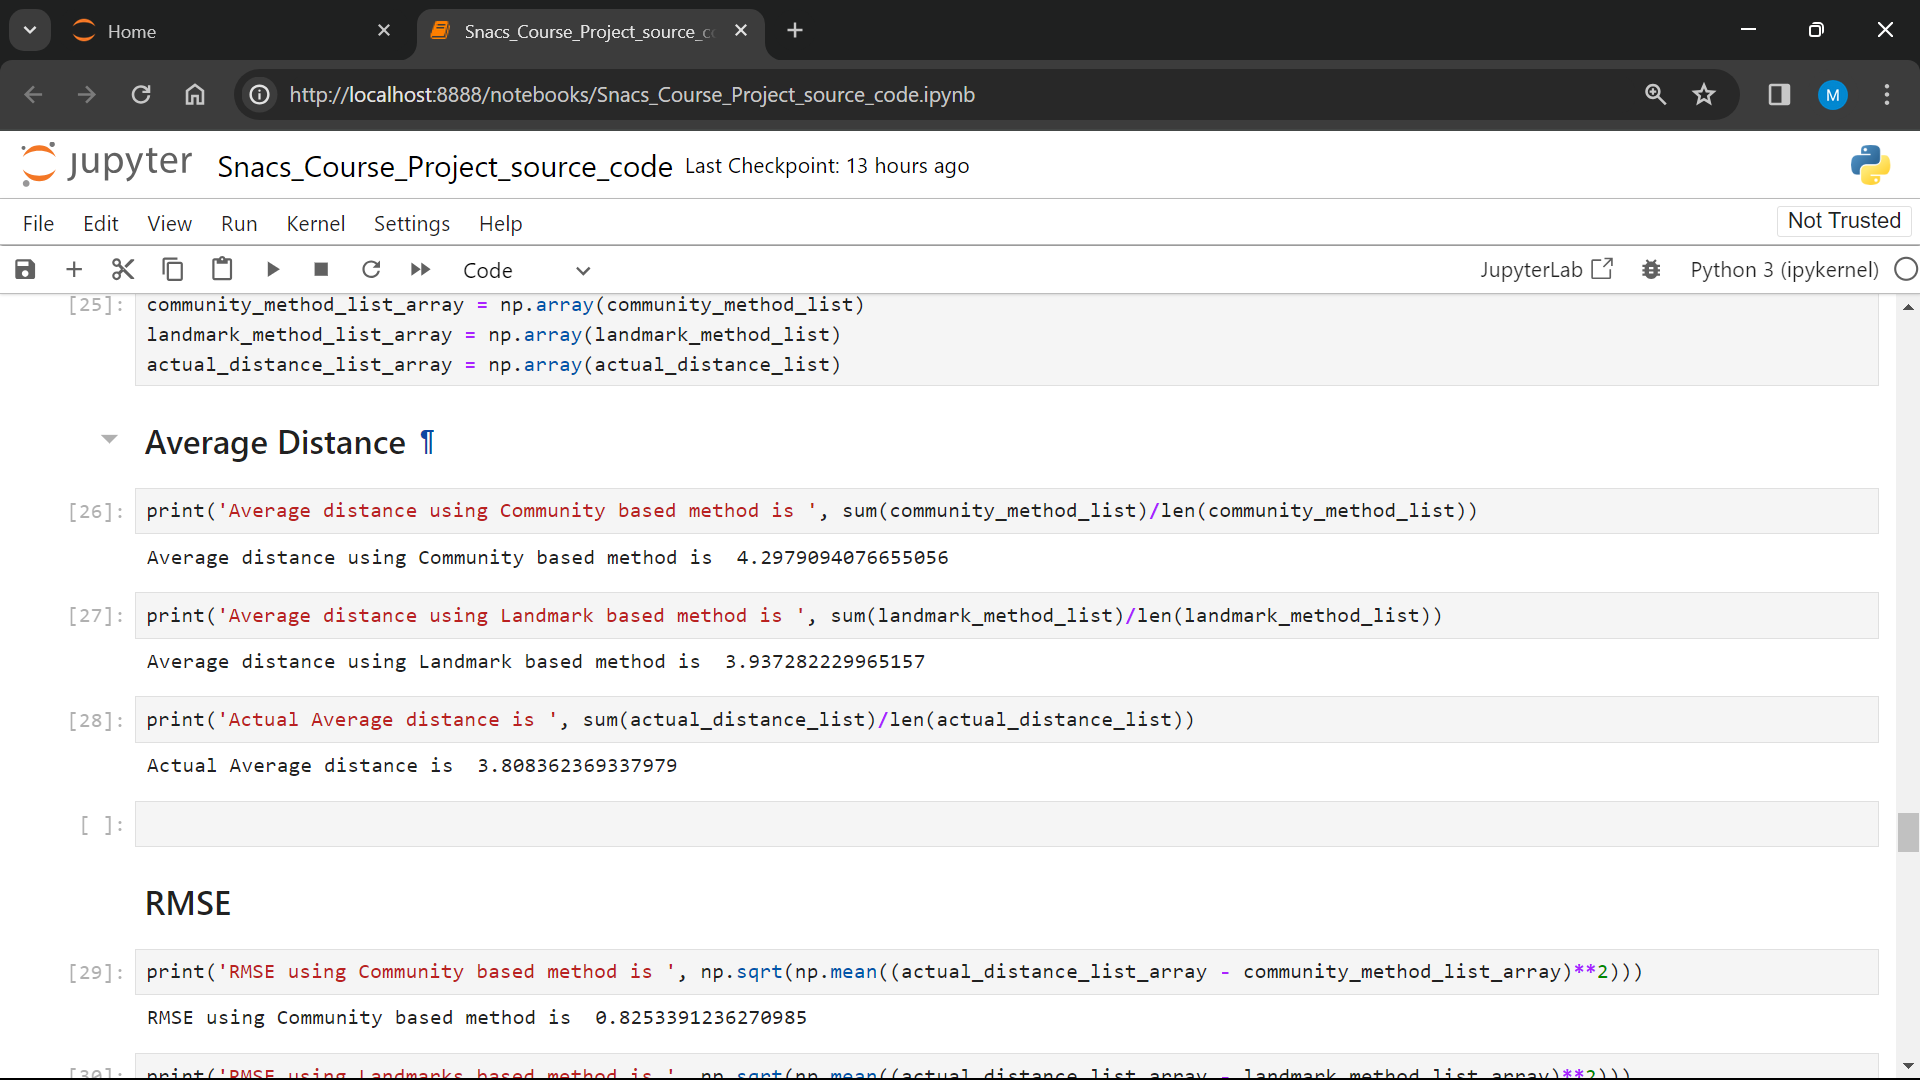 Home
Snacs_Course_Project_source_c
http://localhost:8888/notebooks/Snacs_Course_Project_source_code.ipynb
M
jupyter Snacs_Course_Project_source_code Last Checkpoint: 13 hours ago
File Edit View Run Kernel Settings Help
Not Trusted
Code
JupyterLab
Python 3 (ipykernel)
[25]: community_method_list_array = np.array(community_method_list)
landmark_method_list_array = np.array(landmark_method_list)
actual_distance_list_array = np.array(actual_distance_list)
Average Distance ¶
[26]: print('Average distance using Community based method is ', sum(community_method_list)/len(community_method_list))
Average distance using Community based method is  4.2979094076655056
[27]: print('Average distance using Landmark based method is ', sum(landmark_method_list)/len(landmark_method_list))
Average distance using Landmark based method is  3.937282229965157
[28]: print('Actual Average distance is ', sum(actual_distance_list)/len(actual_distance_list))
Actual Average distance is  3.808362369337979
[ ]:
RMSE
[29]: print('RMSE using Community based method is ', np.sqrt(np.mean((actual_distance_list_array - community_method_list_array)**2)))
RMSE using Community based method is  0.8253391236270985
[30]: print('RMSE using Landmarks based method is ', np.sqrt(np.mean((actual_distance_list_array - landmark_method_list_array)**2)))